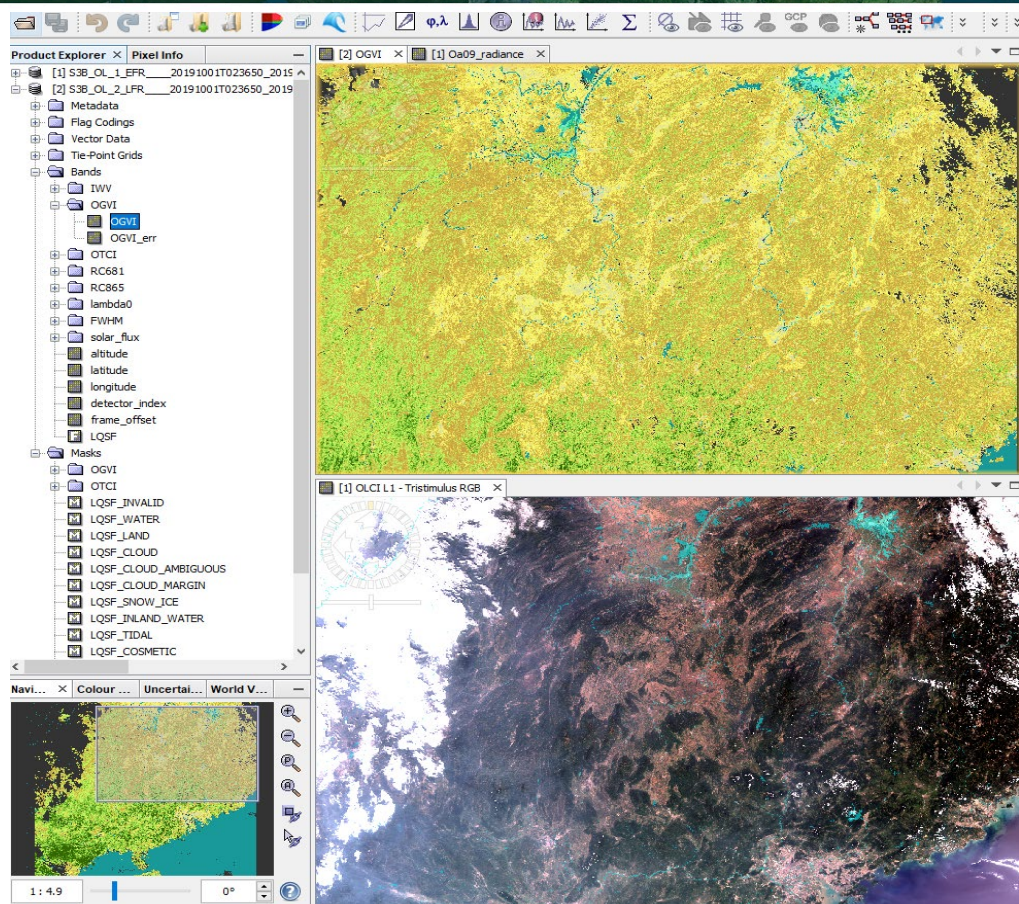 φ,λ
Σ
GCP
Product Explorer × Pixel Info
[1] S3B_OL_1_EFR____20191001T023650_2019
[2] S3B_OL_2_LFR____20191001T023650_2019
Metadata
Flag Codings
Vector Data
Tie-Point Grids
Bands
IWV
OGVI
OGVI
OGVI_err
OTCI
RC681
RC865
lambda0
FWHM
solar_flux
altitude
latitude
longitude
detector_index
frame_offset
LQSF
Masks
OGVI
OTCI
LQSF_INVALID
LQSF_WATER
LQSF_LAND
LQSF_CLOUD
LQSF_CLOUD_AMBIGUOUS
LQSF_CLOUD_MARGIN
LQSF_SNOW_ICE
LQSF_INLAND_WATER
LQSF_TIDAL
LQSF_COSMETIC
Navi... × Colour ... Uncertai... World V...
1 : 4.9
0°
[2] OGVI × [1] Oa09_radiance ×
[1] OLCI L1 - Tristimulus RGB ×